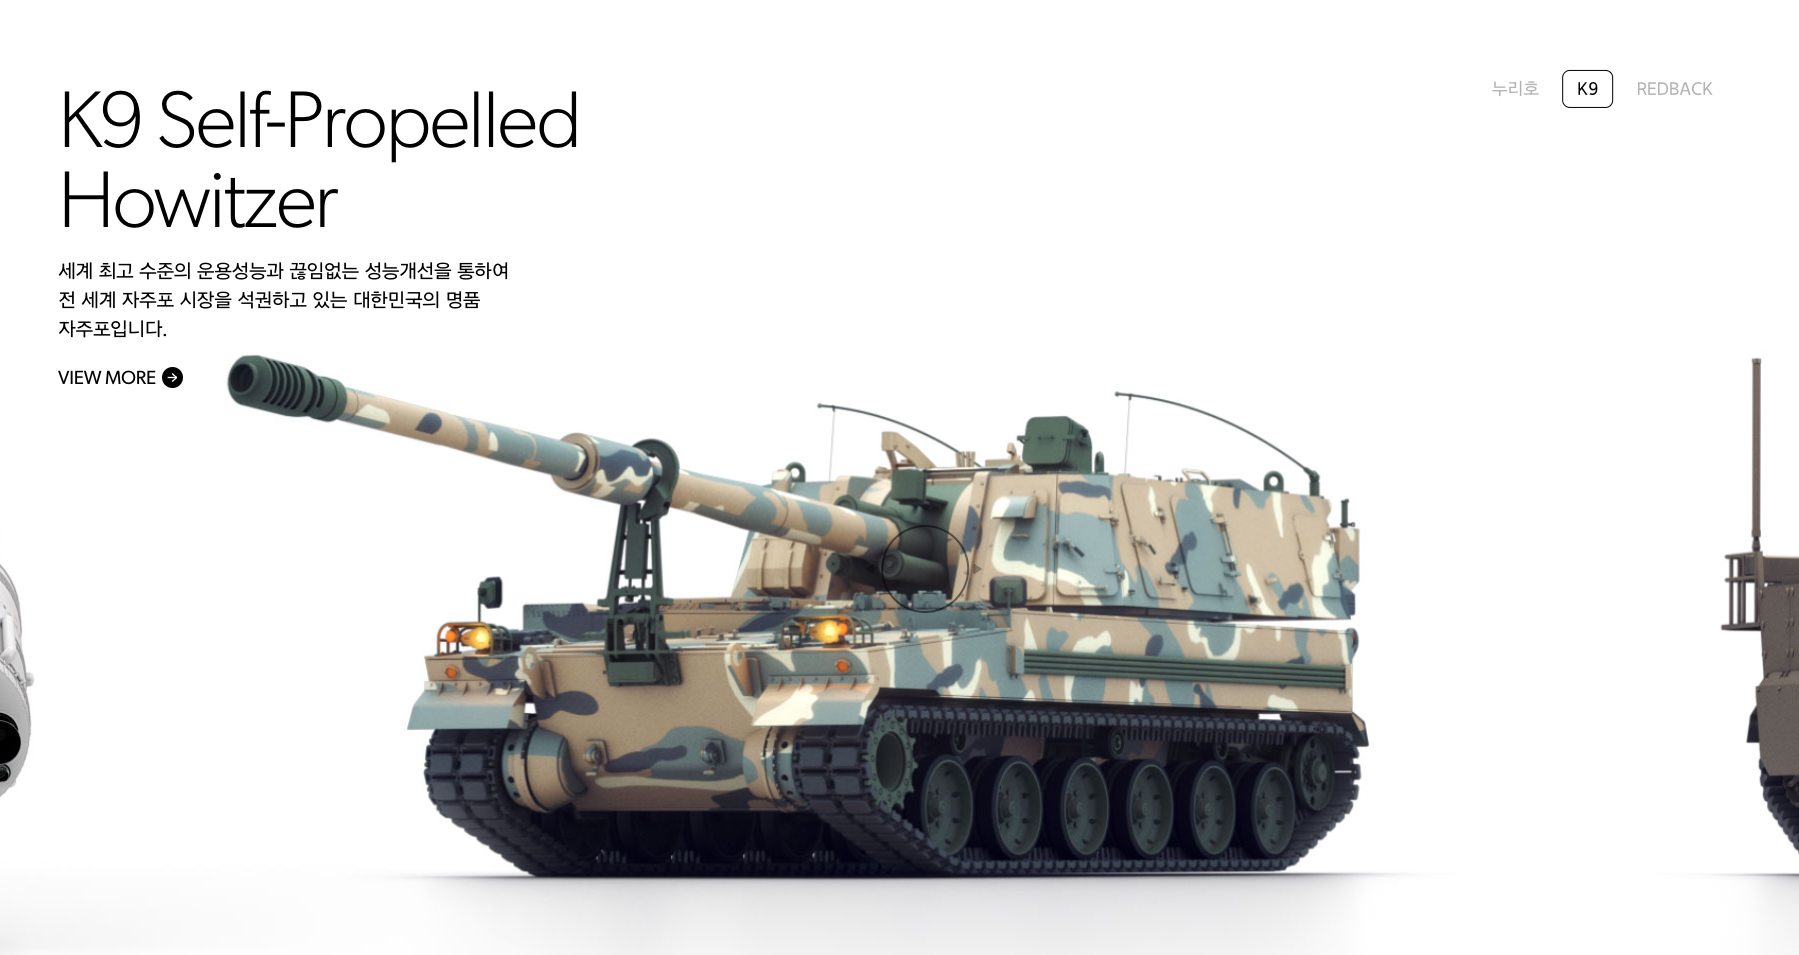 누리호 K9 REDBACK
K9 Self-Propelled
Howitzer
세계 최고 수준의 운용성능과 끊임없는 성능개선을 통하여
전 세계 자주포 시장을 석권하고 있는 대한민국의 명품
자주포입니다.
VIEW MORE